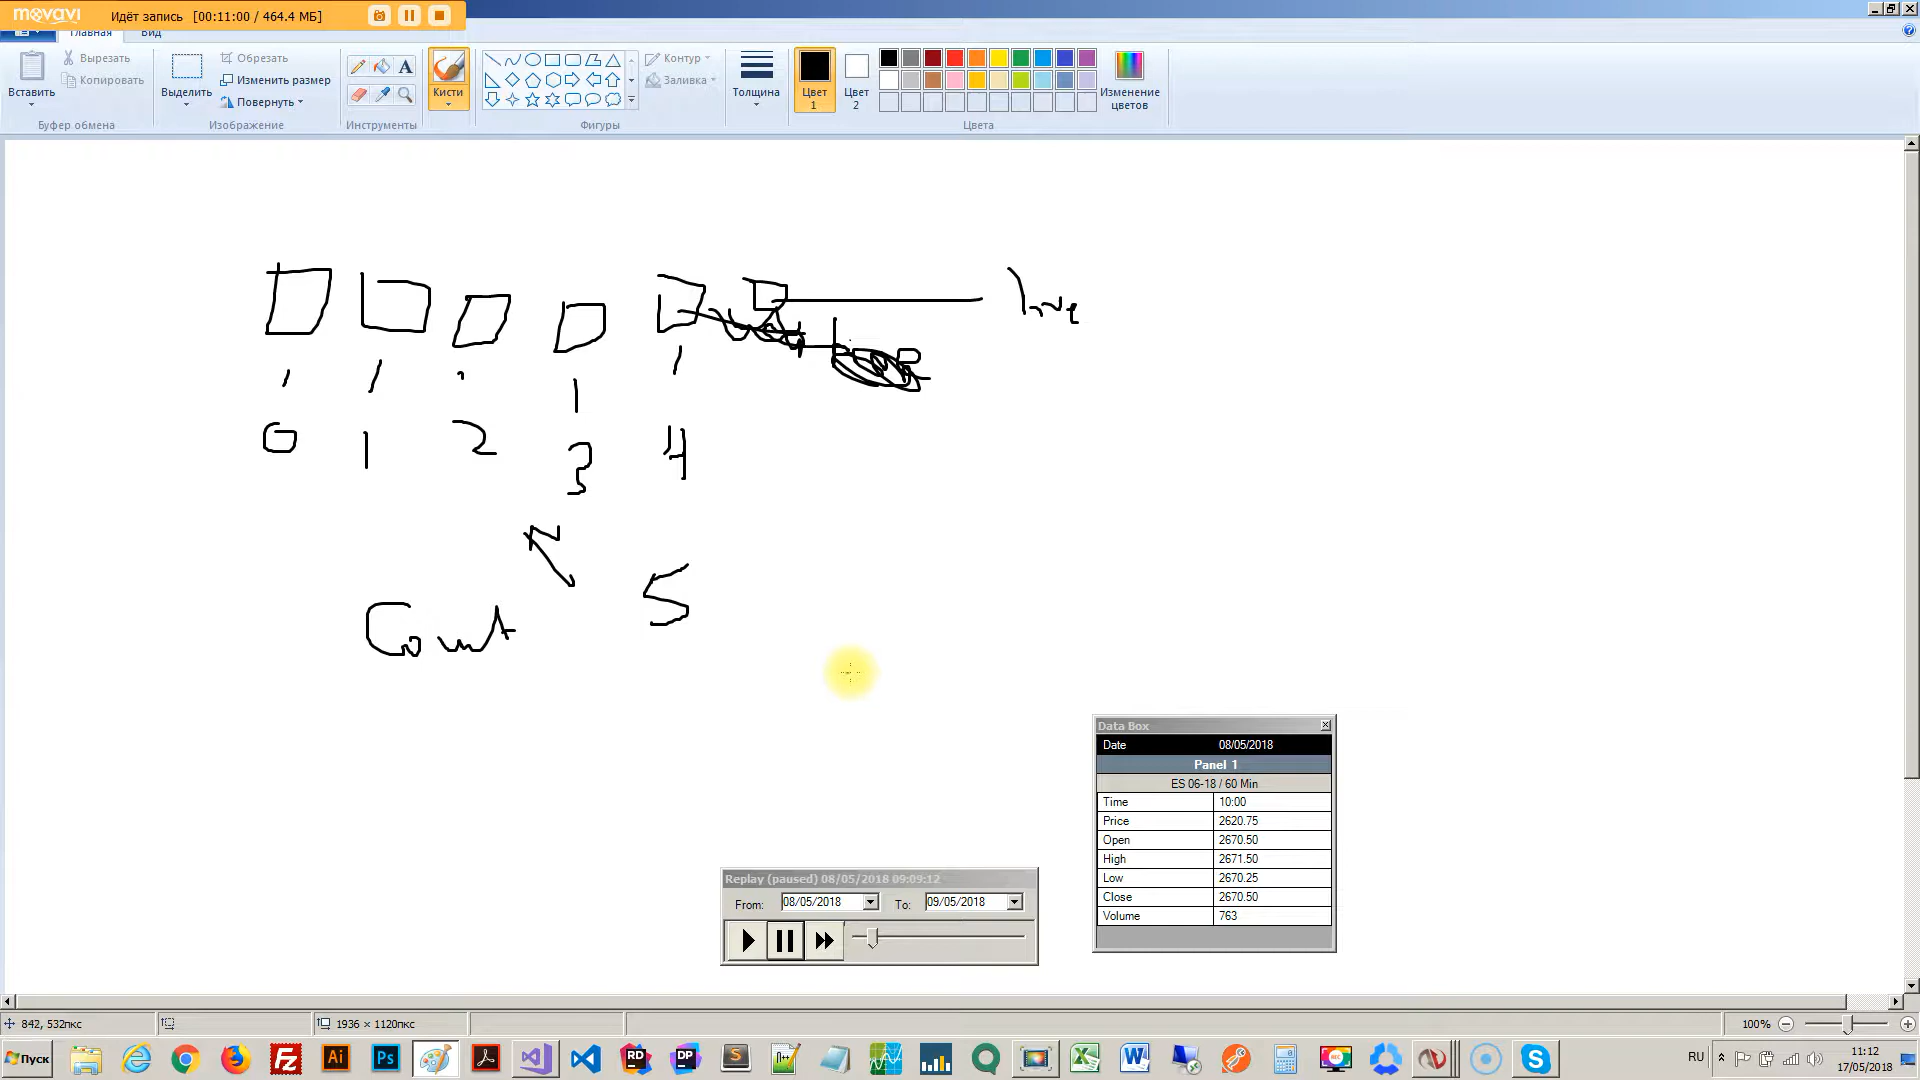 movavi Идёт запись [00:11:00 / 464.4 МБ]
Главная Вид
Вставить
Вырезать
Копировать
Буфер обмена
Выделить
Обрезать
Изменить размер
Повернуть
Изображение
Инструменты
Кисти
Контур
Заливка
Фигуры
Толщина
Цвет 1
Цвет 2
Изменение цветов
Цвета
0 1 2 3 4
Count 5
Data Box
Date 08/05/2018
Panel 1
ES 06-18 / 60 Min
Time 10:00
Price 2620.75
Open 2670.50
High 2671.50
Low 2670.25
Close 2670.50
Volume 763
Replay (paused) 08/05/2018 09:09:12
From: 08/05/2018 To: 09/05/2018
842, 532пкс 1936 × 1120пкс 100%
Пуск Ai Ps RD DP RU 11:12
17/05/2018